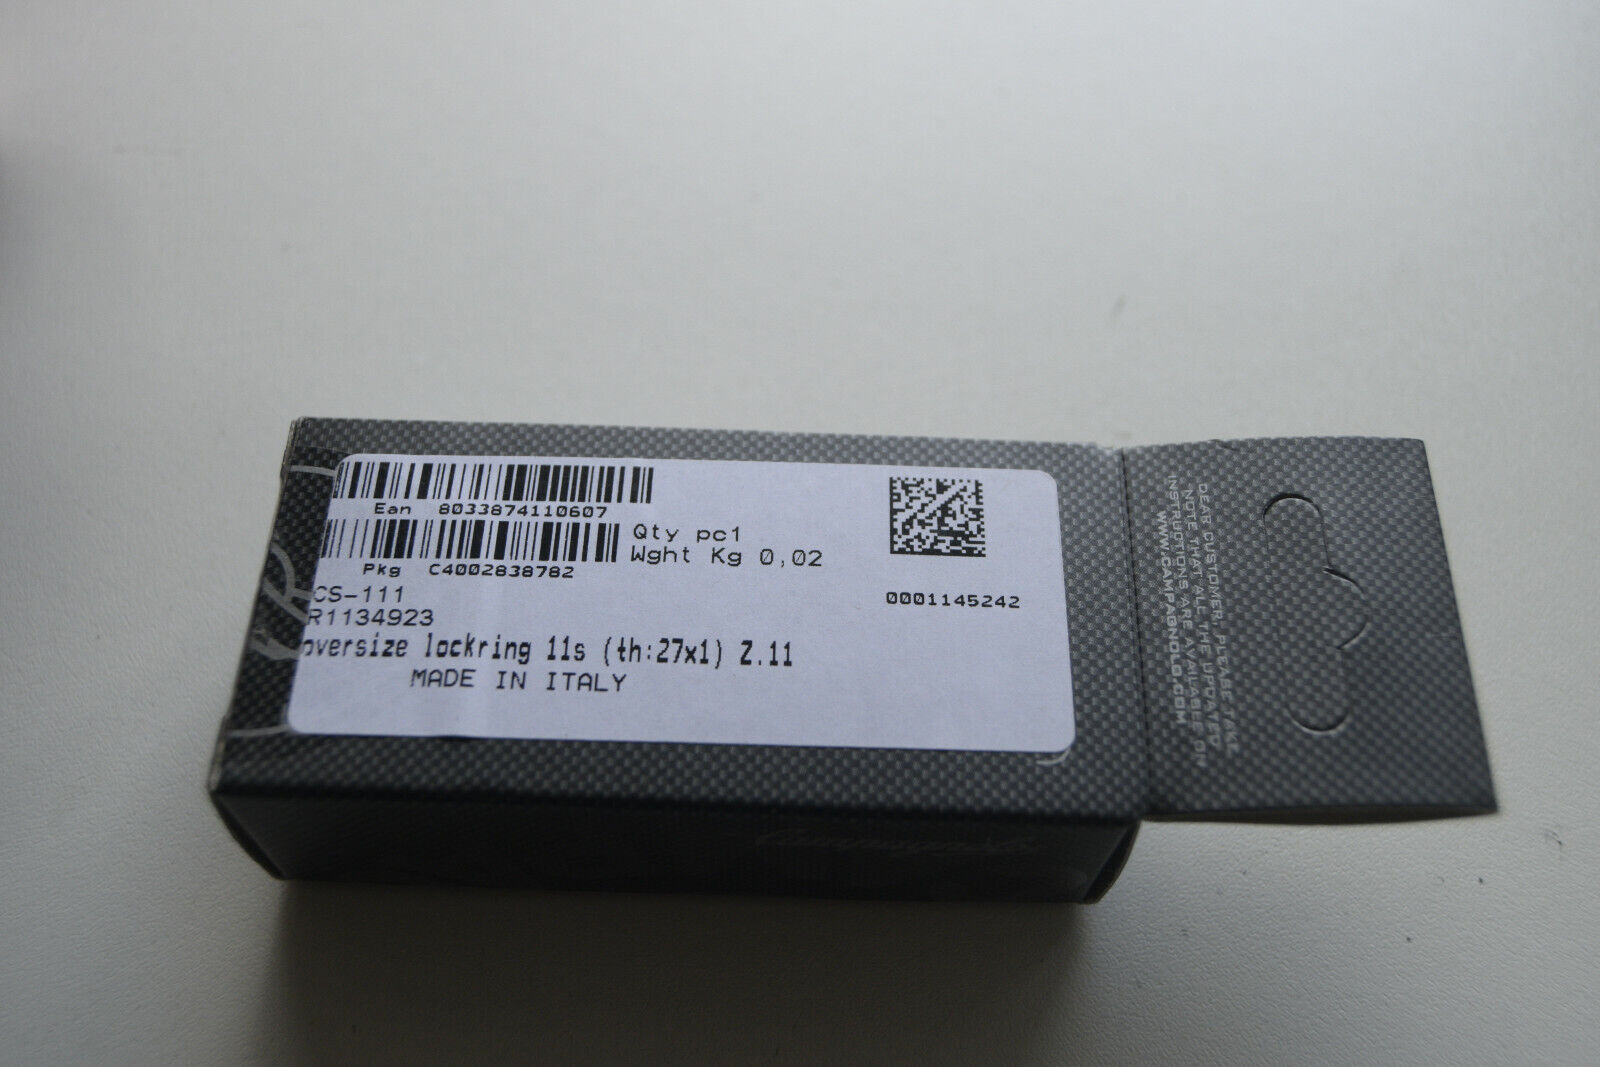 Ean 8033874110607
Pkg C4002838782
Qty pc1
Wght Kg 0,02
0001145242
CS-111
R1134923
oversize lockring 11s (th:27x1) Z.11
MADE IN ITALY
DEAR CUSTOMER, PLEASE TAKE
NOTE THAT ALL THE UPDATED
INSTRUCTIONS ARE AVAILABLE ON
WWW.CAMPAGNOLO.COM
Campagnolo